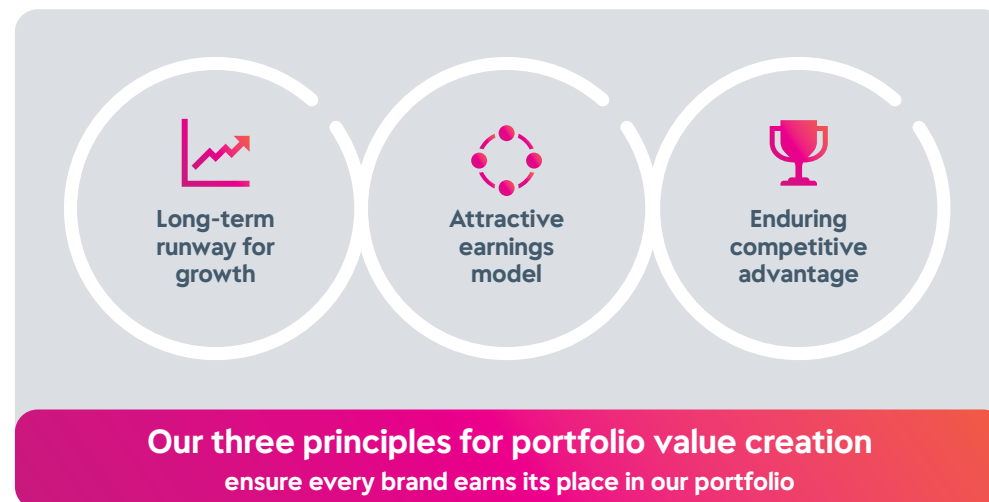 Long-term
runway for
growth
Attractive
earnings
model
Enduring
competitive
advantage
Our three principles for portfolio value creation
ensure every brand earns its place in our portfolio